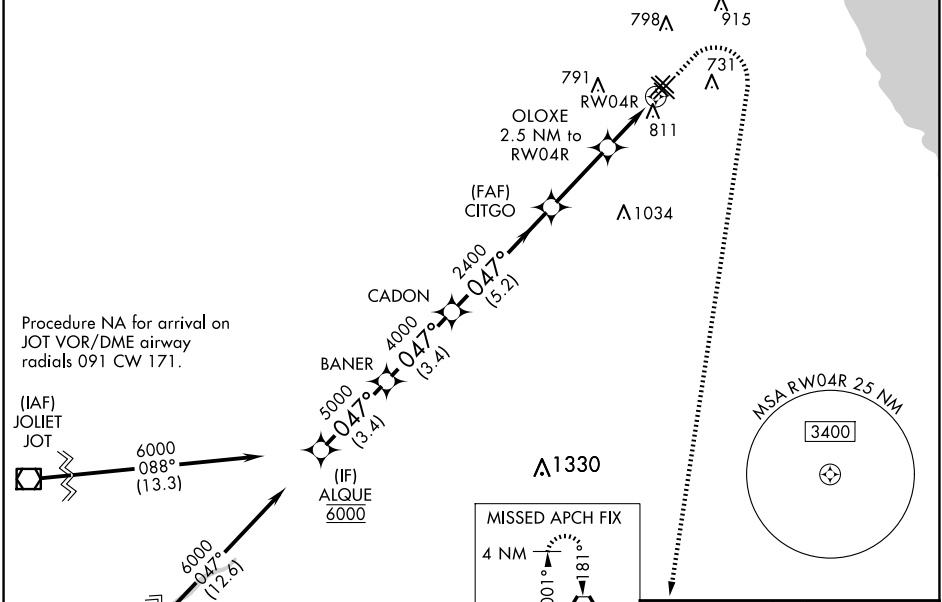 798
915
731
791
RW04R
811
OLOXE
2.5 NM to
RW04R
(FAF)
CITGO
1034
2400
047°
(5.2)
CADON
4000
047°
(3.4)
BANER
5000
047°
(3.4)
Procedure NA for arrival on
JOT VOR/DME airway
radials 091 CW 171.
(IAF)
JOLIET
JOT
6000
088°
(13.3)
(IF)
ALQUE
6000
6000
047°
(12.6)
1330
MSA RW04R 25 NM
3400
MISSED APCH FIX
4 NM
001°
181°